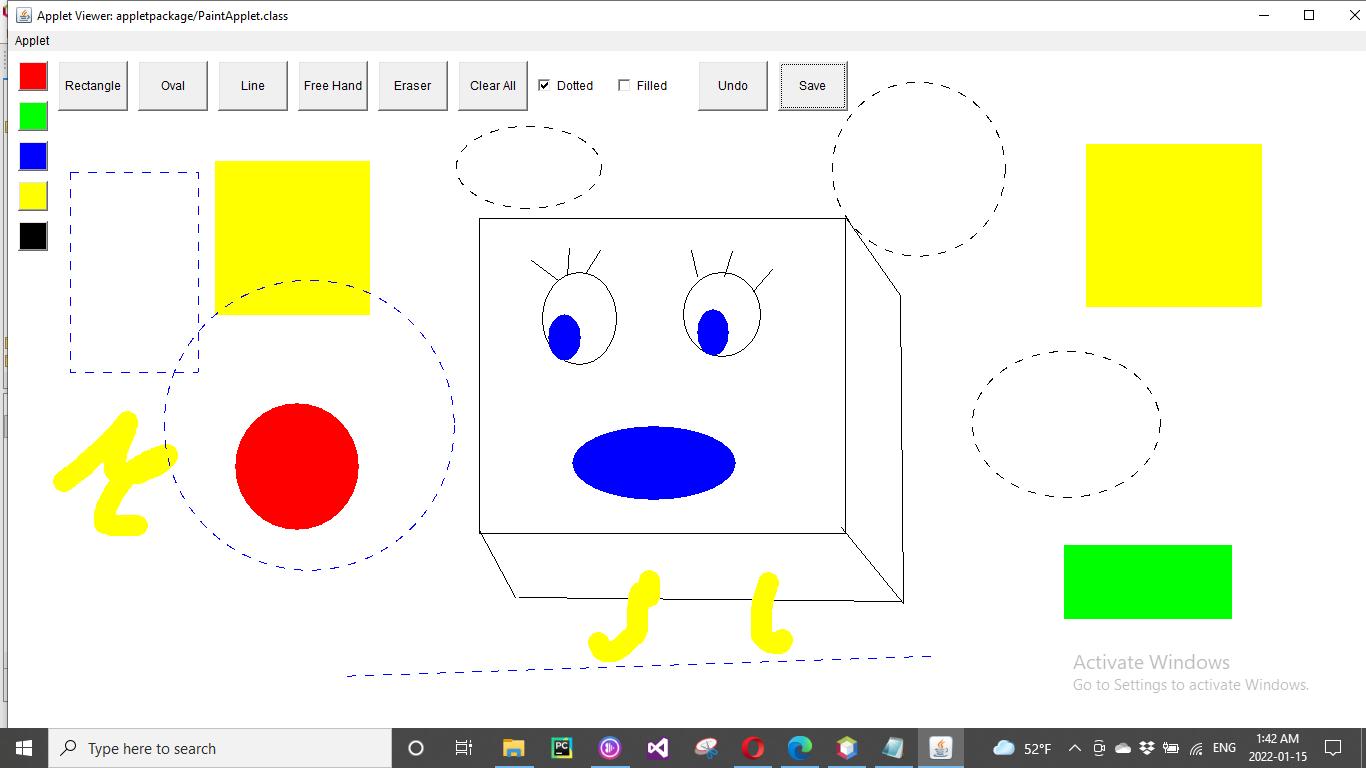 Applet Viewer: appletpackage/PaintApplet.class
Applet
Rectangle
Oval
Line
Free Hand
Eraser
Clear All
Dotted
Filled
Undo
Save
Activate Windows
Go to Settings to activate Windows.
Type here to search
PC
52°F
ENG
1:42 AM
2022-01-15